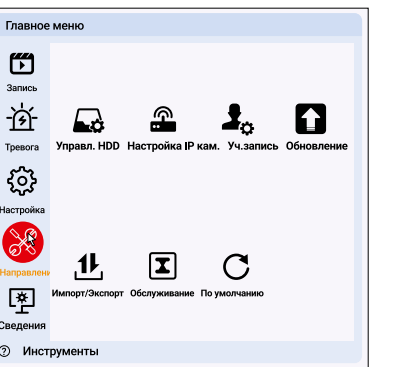 Главное меню
Запись
Тревога
Настройка
Направлени
Сведения
Управл. HDD Настройка IP кам. Уч.запись Обновление
Импорт/Экспорт Обслуживание По умолчанию
Инструменты